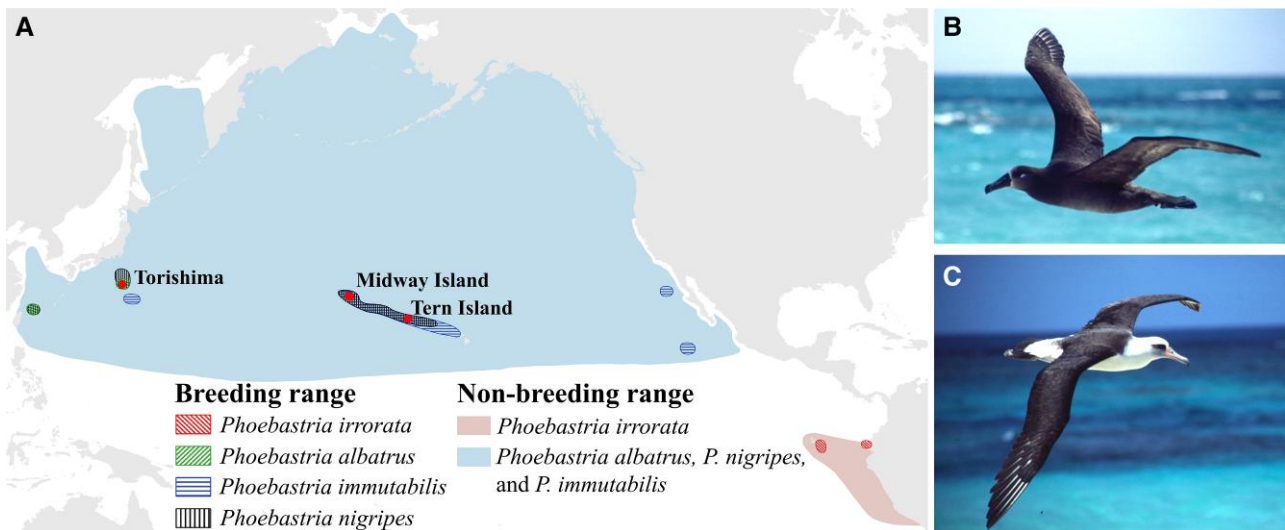 A
B
C
Torishima
Midway Island
Tern Island
Breeding range
Phoebastria irrorata
Phoebastria albatrus
Phoebastria immutabilis
Phoebastria nigripes
Non-breeding range
Phoebastria irrorata
Phoebastria albatrus, P. nigripes,
and P. immutabilis